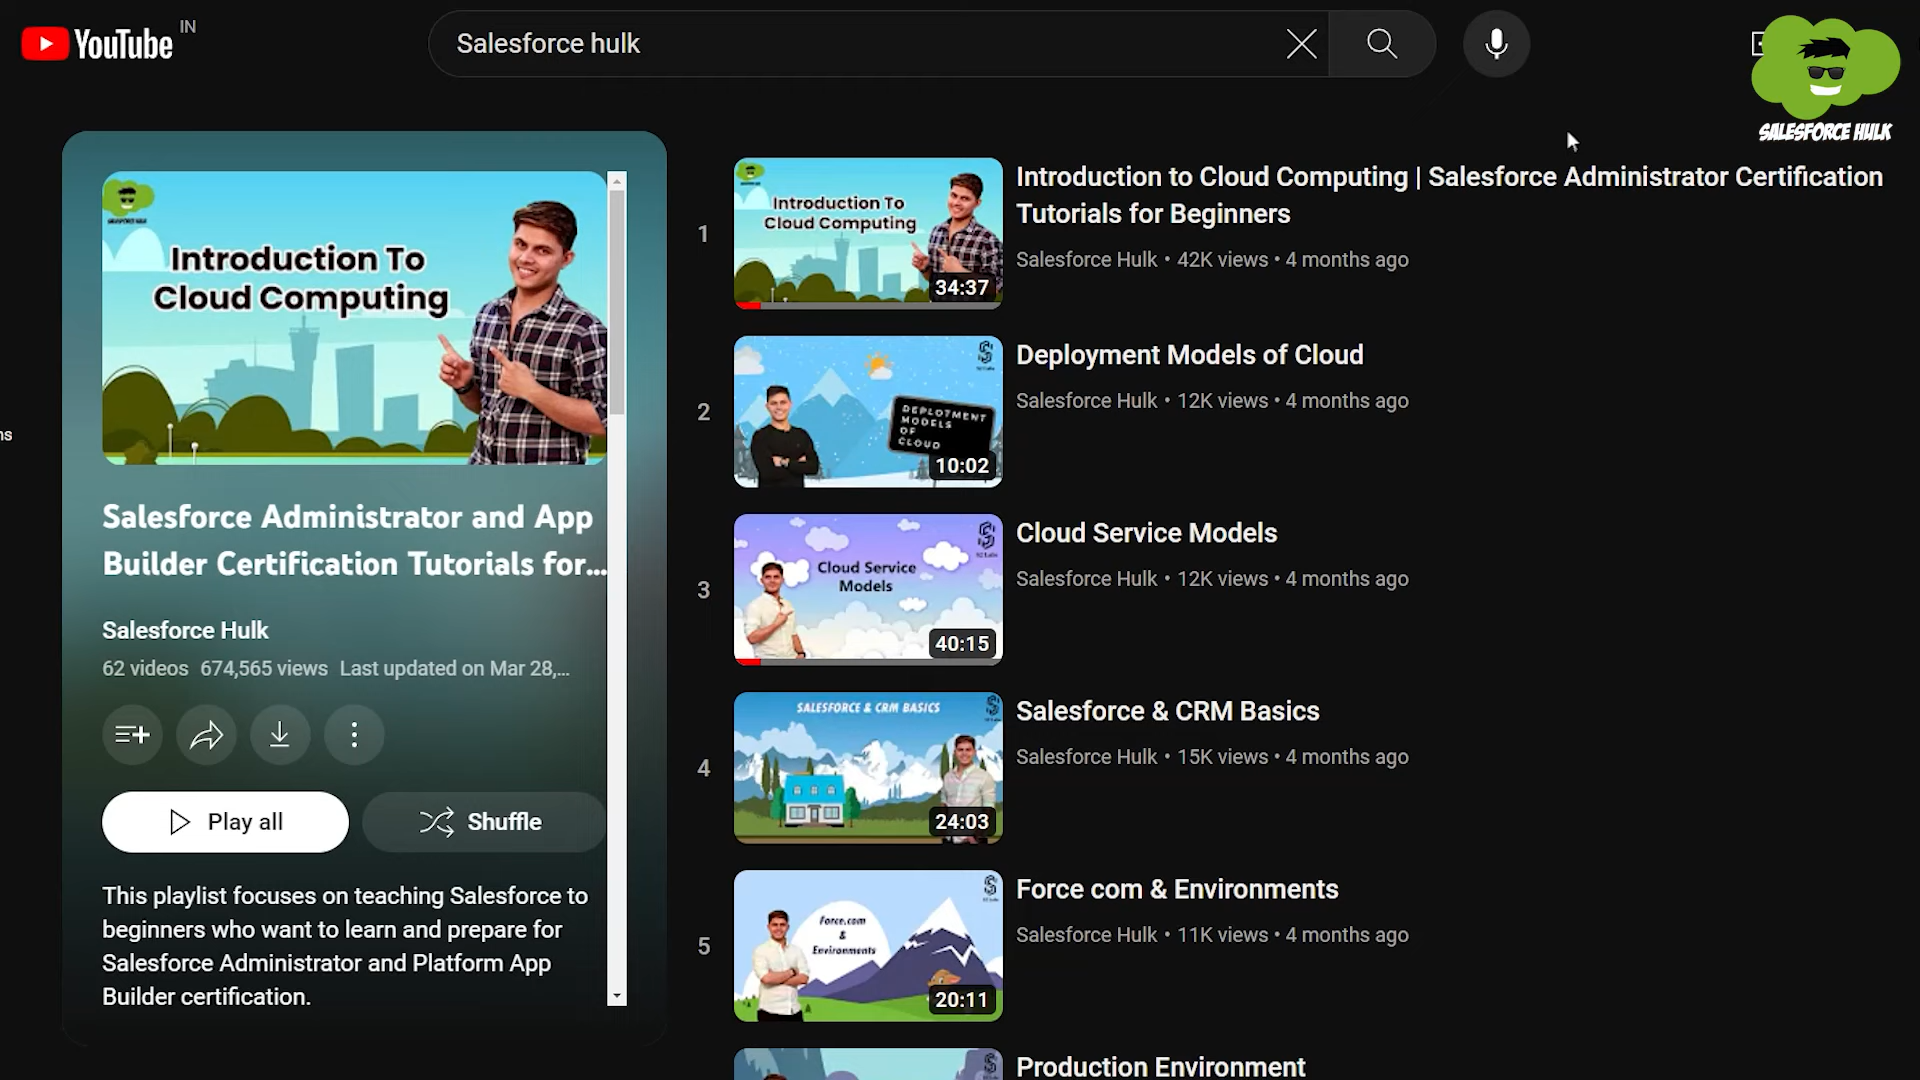 YouTube IN
Salesforce hulk
SALESFORCE HULK
ns
Introduction To
Cloud Computing
Salesforce Administrator and App
Builder Certification Tutorials for...
Salesforce Hulk
62 videos 674,565 views Last updated on Mar 28,...
Play all
Shuffle
This playlist focuses on teaching Salesforce to
beginners who want to learn and prepare for
Salesforce Administrator and Platform App
Builder certification.
1
Introduction To
Cloud Computing
34:37
Introduction to Cloud Computing | Salesforce Administrator Certification
Tutorials for Beginners
Salesforce Hulk • 42K views • 4 months ago
2
DEPLOYMENT
MODELS
OF
CLOUD
10:02
Deployment Models of Cloud
Salesforce Hulk • 12K views • 4 months ago
3
Cloud Service
Models
40:15
Cloud Service Models
Salesforce Hulk • 12K views • 4 months ago
4
SALESFORCE & CRM BASICS
24:03
Salesforce & CRM Basics
Salesforce Hulk • 15K views • 4 months ago
5
Force.com
&
Environments
20:11
Force com & Environments
Salesforce Hulk • 11K views • 4 months ago
Production Environment